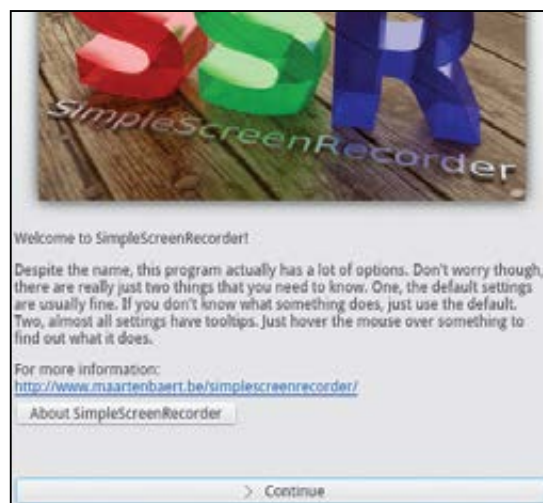 SSR
SimpleScreenRecorder
Welcome to SimpleScreenRecorder!
Despite the name, this program actually has a lot of options. Don't worry though,
there are really just two things that you need to know. One, the default settings
are usually fine. If you don't know what something does, just use the default.
Two, almost all settings have tooltips. Just hover the mouse over something to
find out what it does.
For more information:
http://www.maartenbaert.be/simplescreenrecorder/
About SimpleScreenRecorder
> Continue